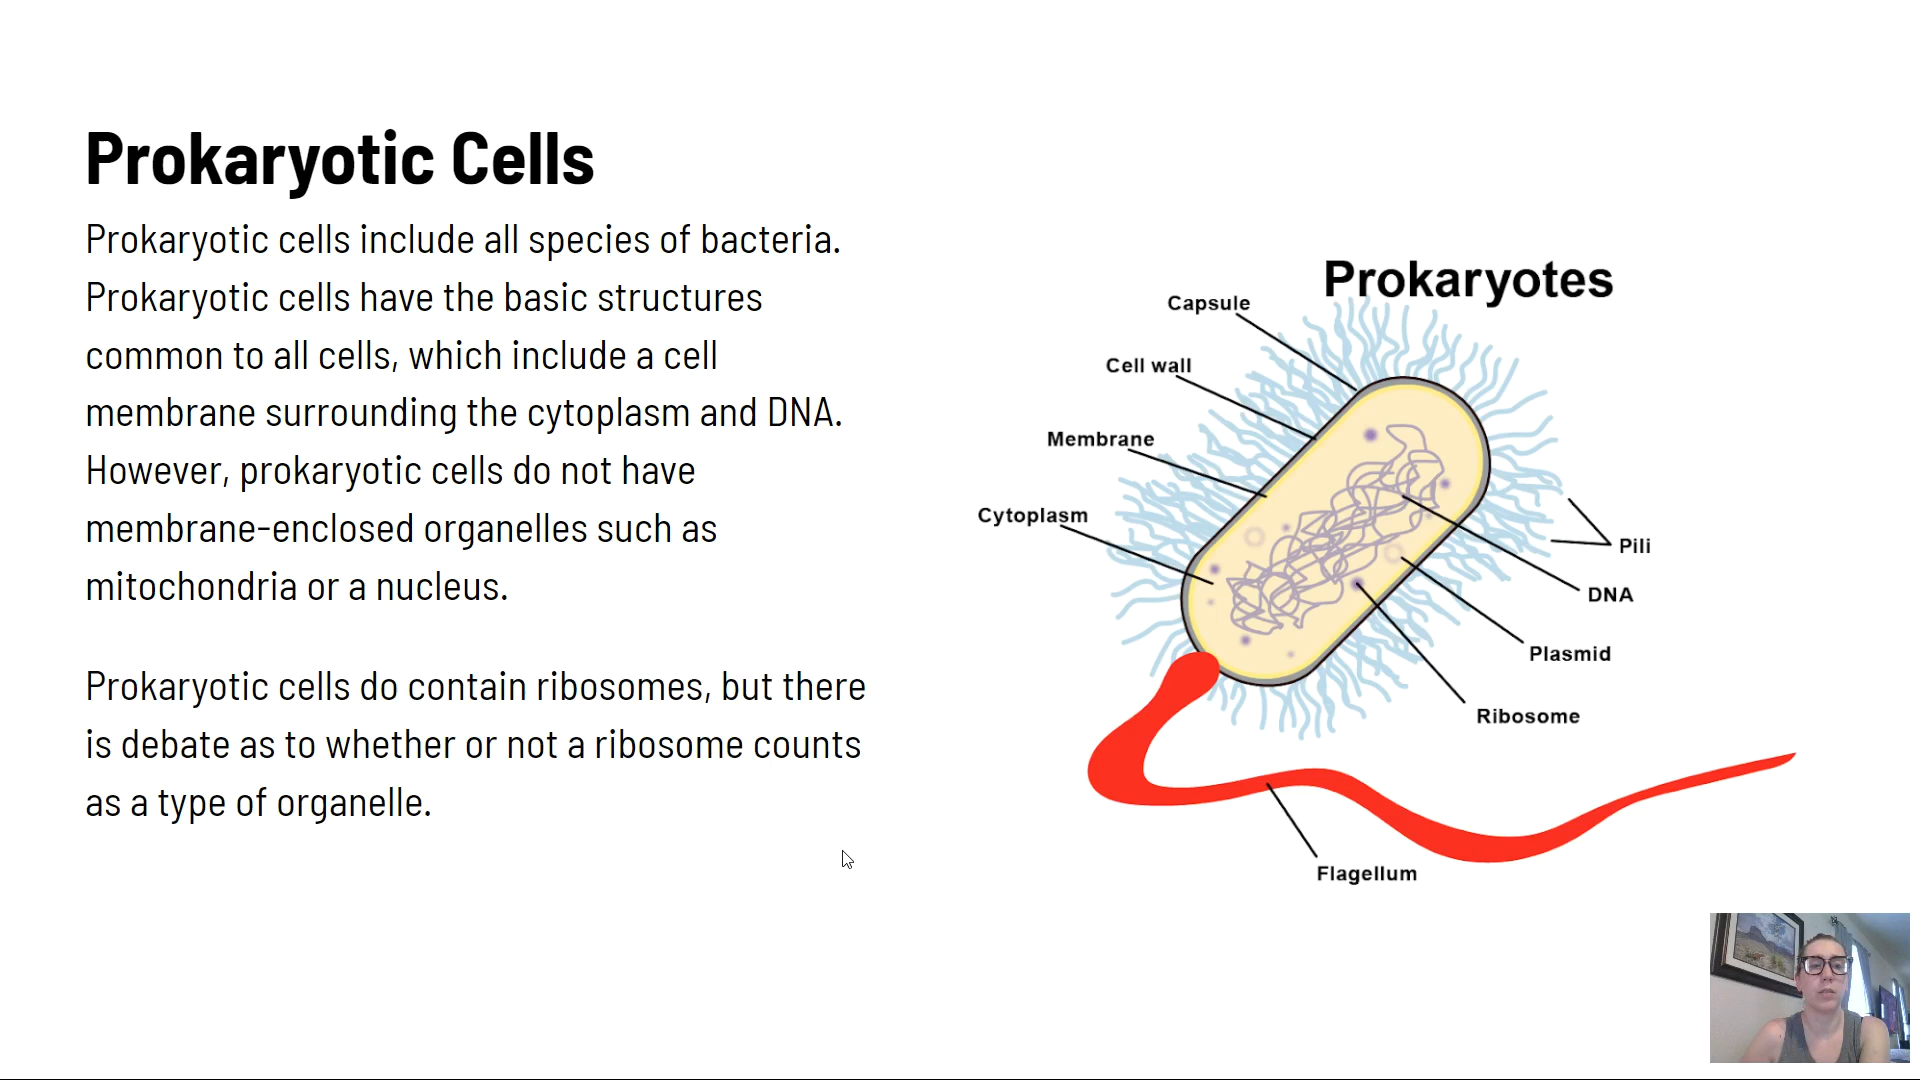 Prokaryotic Cells
Prokaryotic cells include all species of bacteria.
Prokaryotic cells have the basic structures
common to all cells, which include a cell
membrane surrounding the cytoplasm and DNA.
However, prokaryotic cells do not have
membrane-enclosed organelles such as
mitochondria or a nucleus.
Prokaryotic cells do contain ribosomes, but there
is debate as to whether or not a ribosome counts
as a type of organelle.
Prokaryotes
Capsule
Cell wall
Membrane
Cytoplasm
Pili
DNA
Plasmid
Ribosome
Flagellum